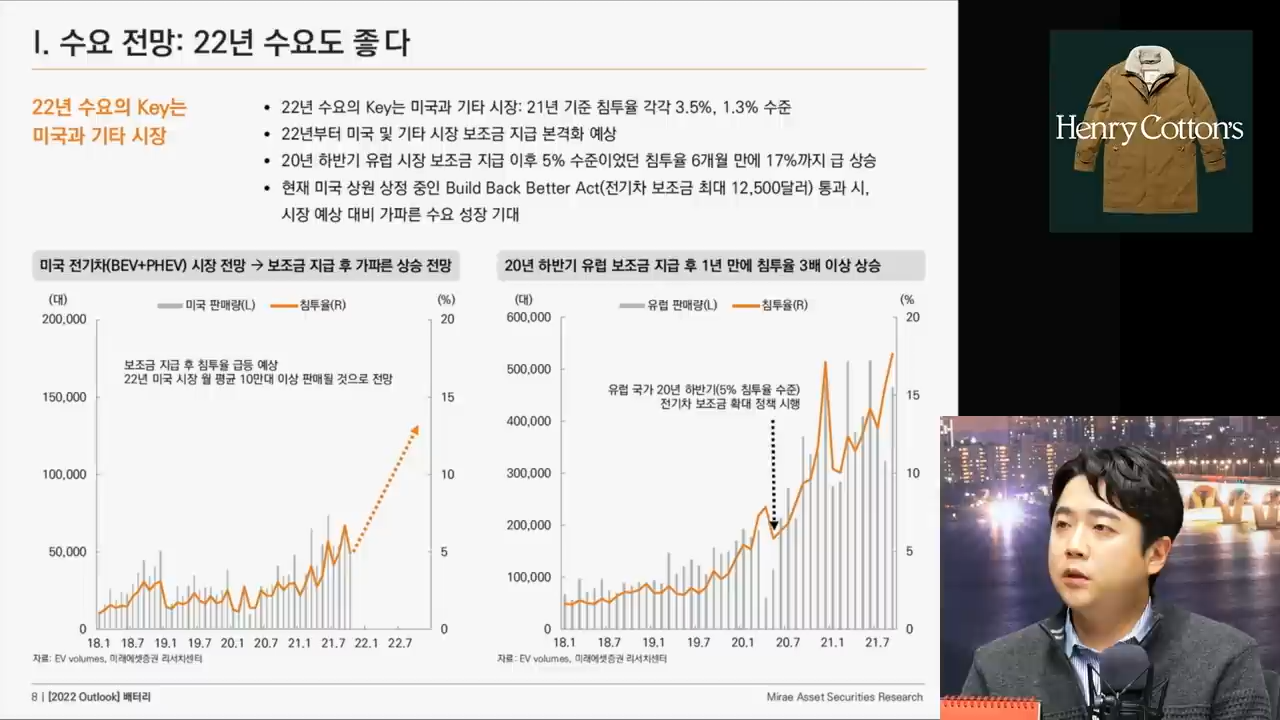 I. 수요 전망: 22년 수요도 좋다
22년 수요의 Key는
미국과 기타 시장
• 22년 수요의 Key는 미국과 기타 시장: 21년 기준 침투율 각각 3.5%, 1.3% 수준
• 22년부터 미국 및 기타 시장 보조금 지급 본격화 예상
• 20년 하반기 유럽 시장 보조금 지급 이후 5% 수준이었던 침투율 6개월 만에 17%까지 급 상승
• 현재 미국 상원 상정 중인 Build Back Better Act(전기차 보조금 최대 12,500달러) 통과 시,
시장 예상 대비 가파른 수요 성장 기대
Henry Cotton's
미국 전기차(BEV+PHEV) 시장 전망 → 보조금 지급 후 가파른 상승 전망
(대) 미국 판매량(L) 침투율(R) (%)
200,000 20
보조금 지급 후 침투율 급등 예상
22년 미국 시장 월 평균 10만대 이상 판매될 것으로 전망
150,000 15
100,000 10
50,000 5
0 0
18.1 18.7 19.1 19.7 20.1 20.7 21.1 21.7 22.1 22.7
자료: EV volumes, 미래에셋증권 리서치센터
20년 하반기 유럽 보조금 지급 후 1년 만에 침투율 3배 이상 상승
(대) 유럽 판매량(L) 침투율(R) (%
600,000 20
500,000
유럽 국가 20년 하반기(5% 침투율 수준)
전기차 보조금 확대 정책 시행
15
400,000
300,000 10
200,000
5
100,000
0 0
18.1 18.7 19.1 19.7 20.1 20.7 21.1 21.7
자료: EV volumes, 미래에셋증권 리서치센터
8 | [2022 Outlook] 배터리
Mirae Asset Securities Research